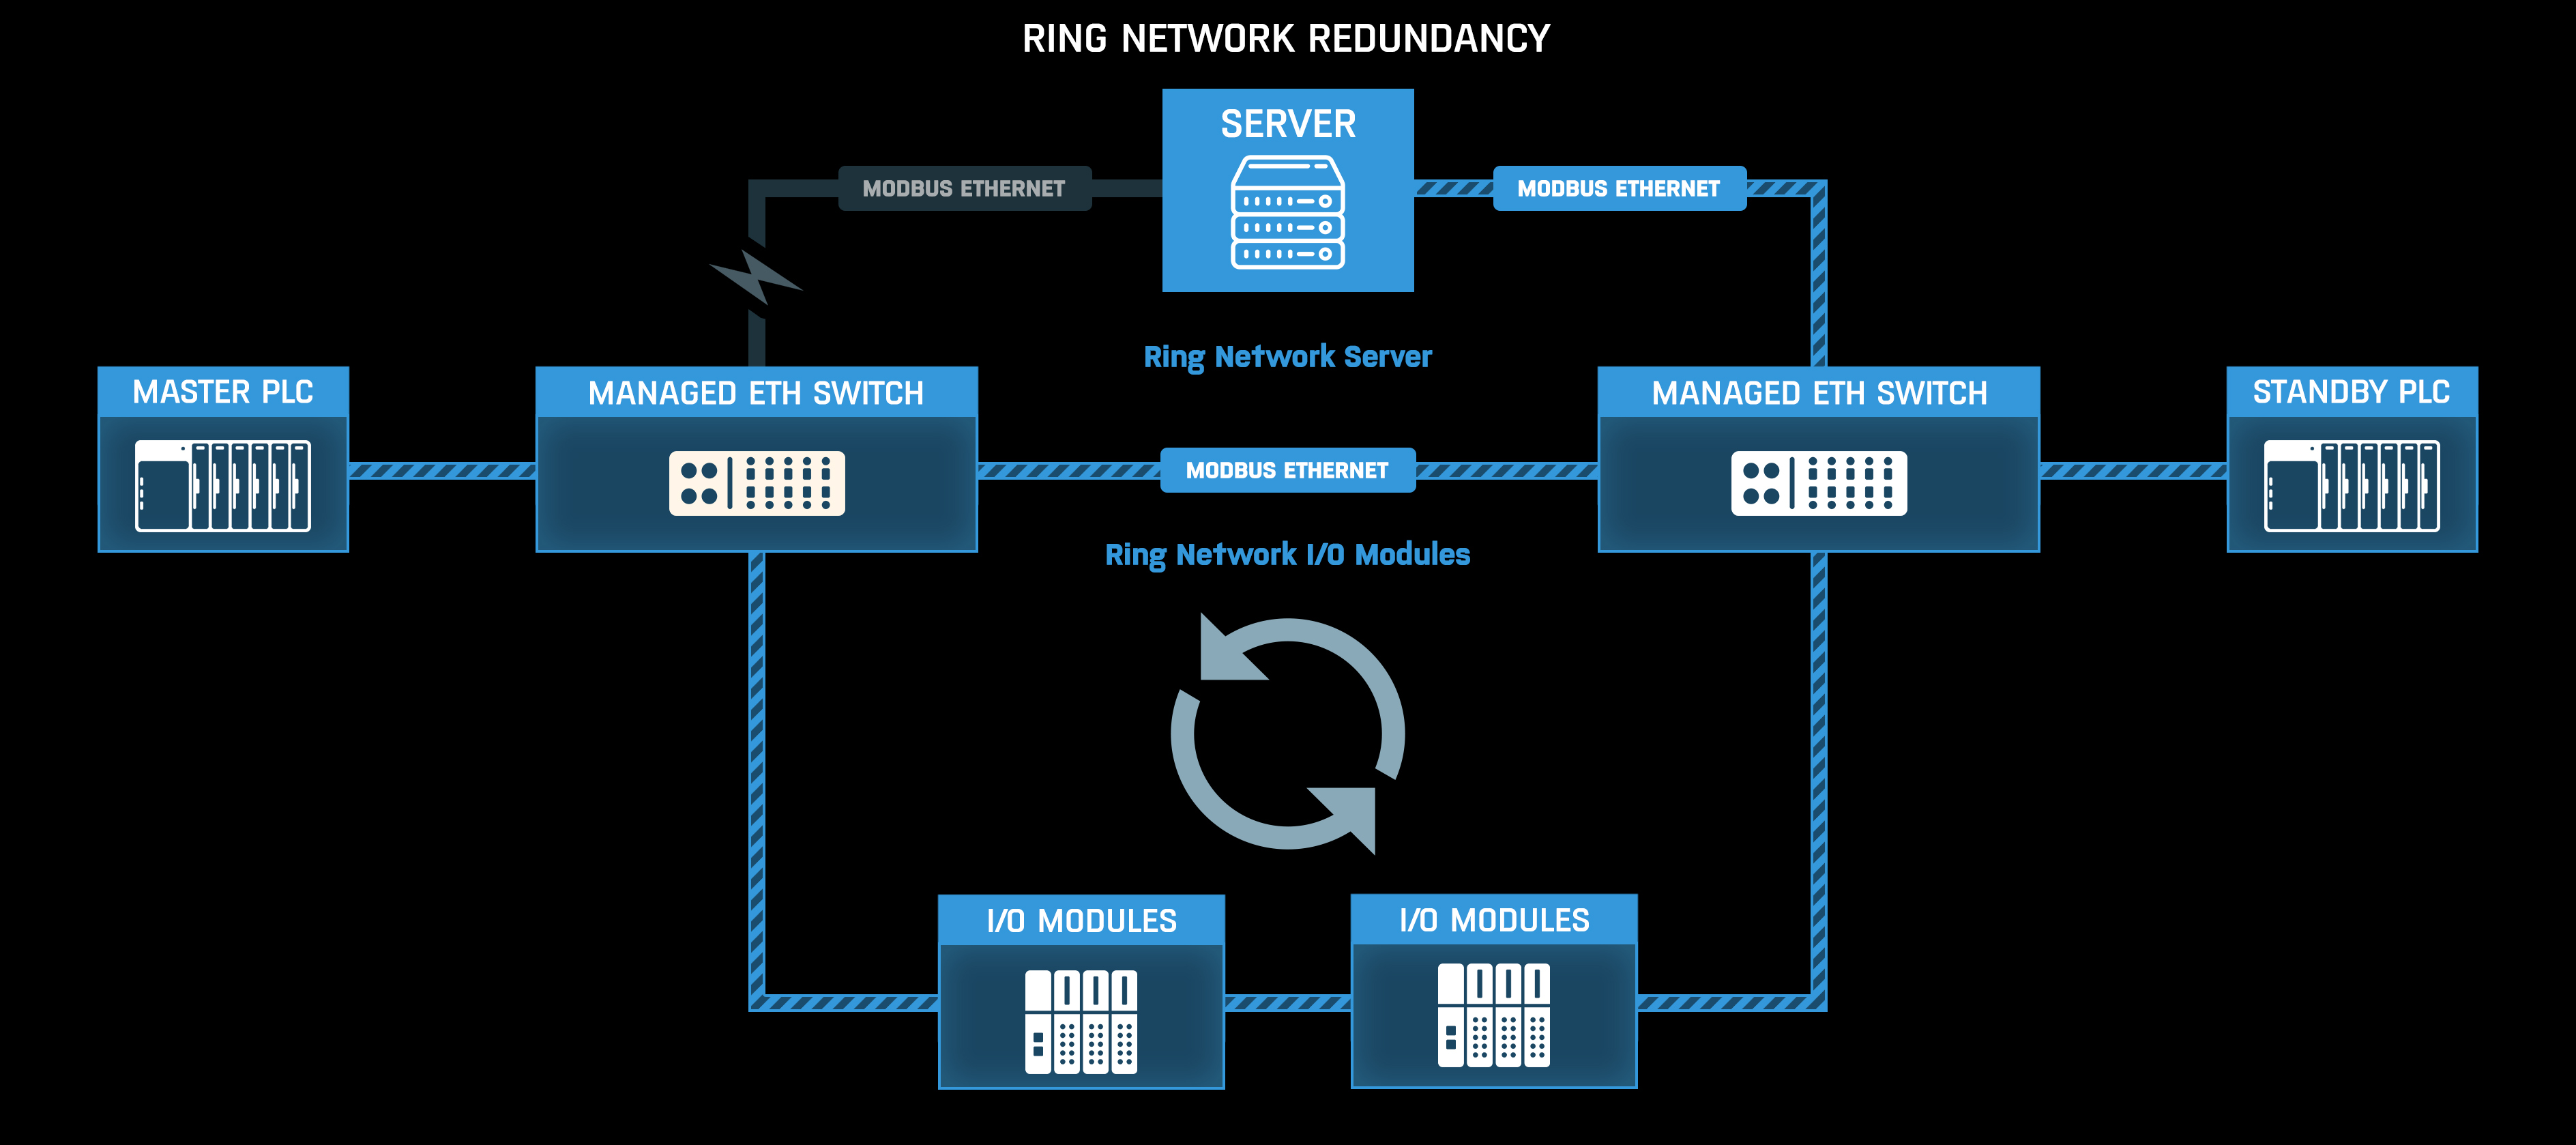 RING NETWORK REDUNDANCY
SERVER
MODBUS ETHERNET
MODBUS ETHERNET
Ring Network Server
MASTER PLC
MANAGED ETH SWITCH
MANAGED ETH SWITCH
STANDBY PLC
MODBUS ETHERNET
Ring Network I/O Modules
I/O MODULES
I/O MODULES